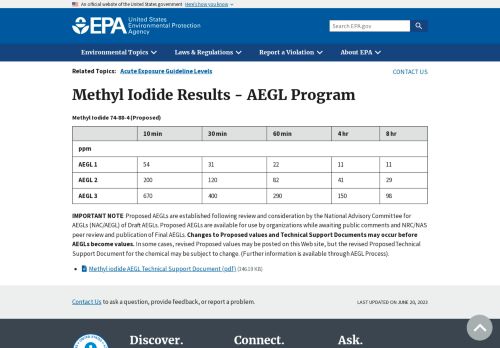 An official website of the United States government Here's how you know
EPA United States
Environmental Protection
Agency
Search EPA.gov
Environmental Topics Laws & Regulations Report a Violation About EPA
Related Topics: Acute Exposure Guideline Levels CONTACT US
Methyl Iodide Results - AEGL Program
Methyl Iodide 74-88-4 (Proposed)
10 min 30 min 60 min 4 hr 8 hr
ppm
AEGL 1 54 31 22 11 11
AEGL 2 200 120 82 41 29
AEGL 3 670 400 290 150 98
IMPORTANT NOTE Proposed AEGLs are established following review and consideration by the National Advisory Committee for
AEGLs (NAC/AEGL) of Draft AEGLs. Proposed AEGLs are available for use by organizations while awaiting public comments and NRC/NAS
peer review and publication of Final AEGLs. Changes to Proposed values and Technical Support Documents may occur before
AEGLs become values. In some cases, revised Proposed values may be posted on this Web site, but the revised Proposed Technical
Support Document for the chemical may be subject to change. (Further information is available through AEGL Process).
Methyl iodide AEGL Technical Support Document (pdf) (346.19 KB)
Contact Us to ask a question, provide feedback, or report a problem. LAST UPDATED ON JUNE 20, 2023
Discover. Connect. Ask.